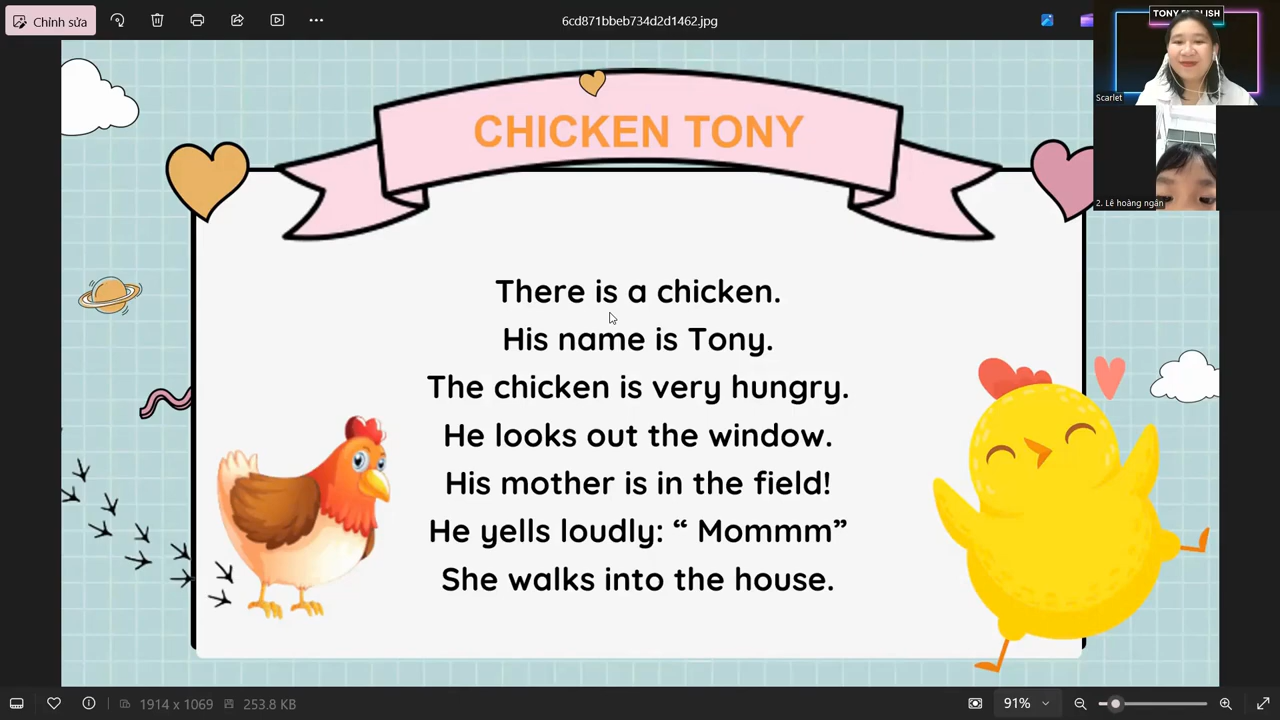 Chỉnh sửa
6cd871bbeb734d2d1462.jpg
TONY ENGLISH
Scarlet
2. Lê hoàng ngân
CHICKEN TONY
There is a chicken.
His name is Tony.
The chicken is very hungry.
He looks out the window.
His mother is in the field!
He yells loudly: “ Mommm”
She walks into the house.
1914 x 1069
253.8 KB
91%